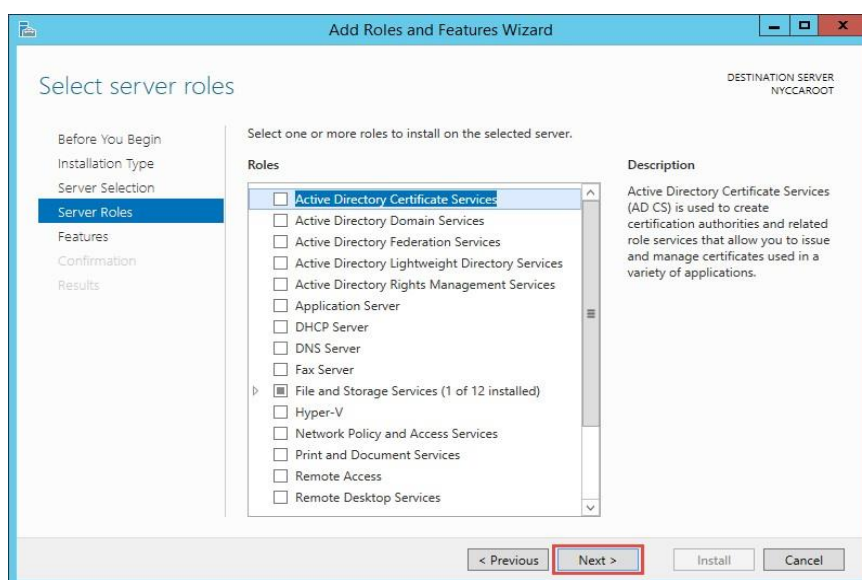 Add Roles and Features Wizard
Select server roles
DESTINATION SERVER
NYCCAROOT
Before You Begin
Installation Type
Server Selection
Server Roles
Features
Confirmation
Results
Select one or more roles to install on the selected server.
Roles
Active Directory Certificate Services
Active Directory Domain Services
Active Directory Federation Services
Active Directory Lightweight Directory Services
Active Directory Rights Management Services
Application Server
DHCP Server
DNS Server
Fax Server
File and Storage Services (1 of 12 installed)
Hyper-V
Network Policy and Access Services
Print and Document Services
Remote Access
Remote Desktop Services
Description
Active Directory Certificate Services
(AD CS) is used to create
certification authorities and related
role services that allow you to issue
and manage certificates used in a
variety of applications.
< Previous
Next >
Install
Cancel